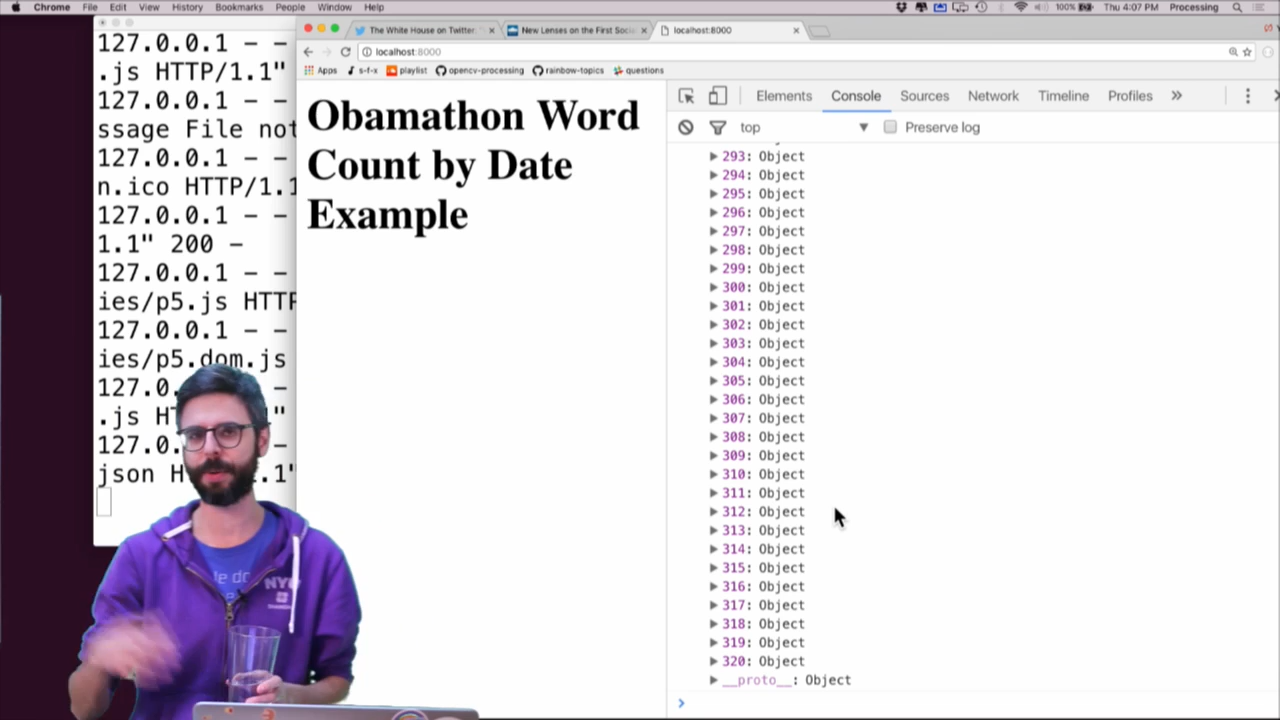 Chrome File Edit View History Bookmarks People Window Help 100% Thu 4:07 PM Processing
The White House on Twitter: New Lenses on the First Soci localhost:8000
localhost:8000
Apps s-f-x playlist opencv-processing rainbow-topics questions
127.0.0.1 - -
.js HTTP/1.1"
127.0.0.1 - -
ssage File not
127.0.0.1 - -
n.ico HTTP/1.1
127.0.0.1 - -
1.1" 200 -
127.0.0.1 - -
ies/p5.js HTTP
127.0.0.1 - -
ies/p5.dom.js
127.0. -
.js H "
127.0. -
json H 1.1"
Obamathon Word
Count by Date
Example
Elements Console Sources Network Timeline Profiles »
top Preserve log
293: Object
294: Object
295: Object
296: Object
297: Object
298: Object
299: Object
300: Object
301: Object
302: Object
303: Object
304: Object
305: Object
306: Object
307: Object
308: Object
309: Object
310: Object
311: Object
312: Object
313: Object
314: Object
315: Object
316: Object
317: Object
318: Object
319: Object
320: Object
__proto__: Object
NYU